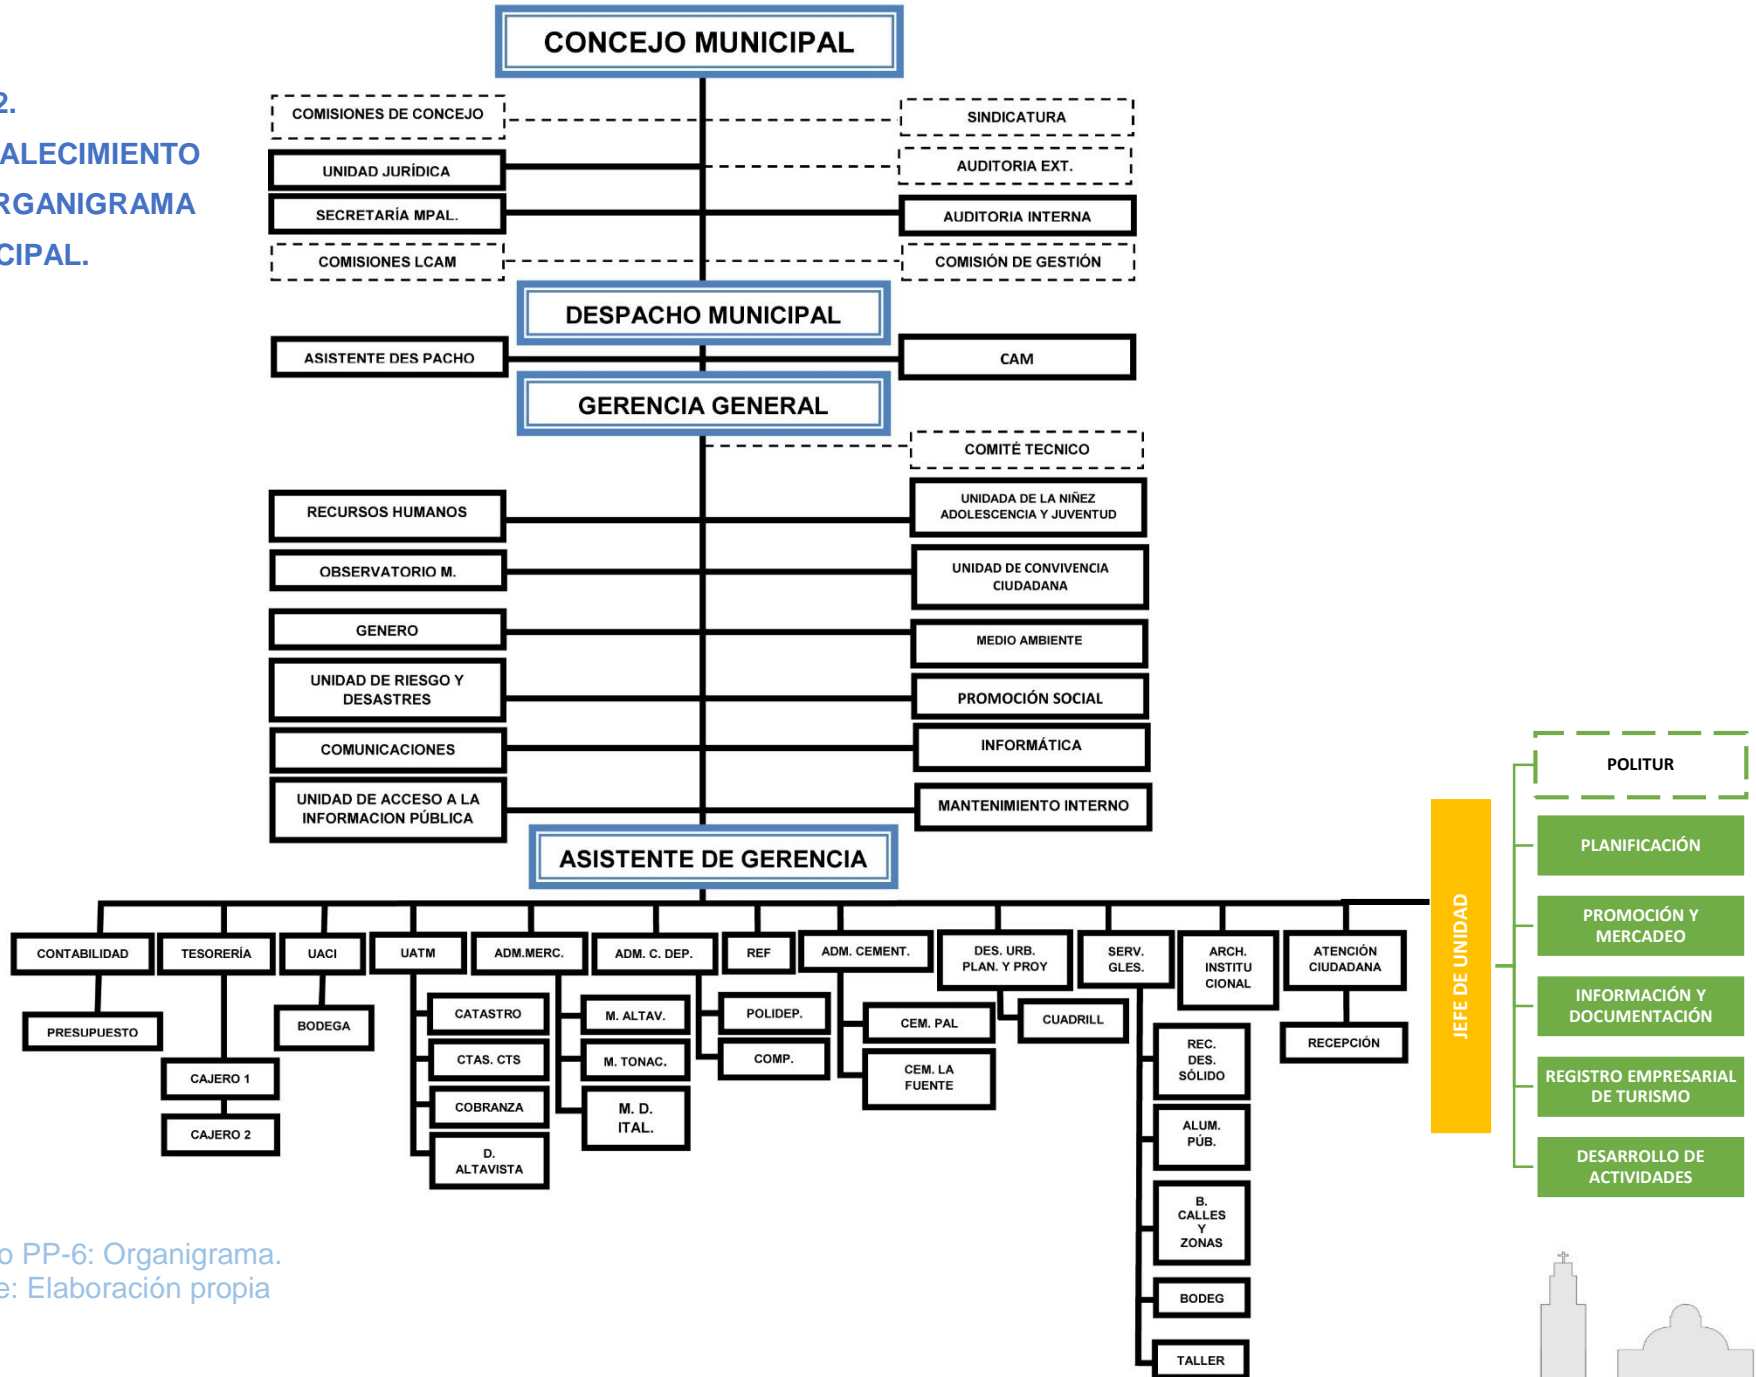 CONCEJO MUNICIPAL
2.
ALECIMIENTO
RGANIGRAMA
CIPAL.
COMISIONES DE CONCEJO
SINDICATURA
UNIDAD JURÍDICA
AUDITORIA EXT.
SECRETARÍA MPAL.
AUDITORIA INTERNA
COMISIONES LCAM
COMISIÓN DE GESTIÓN
DESPACHO MUNICIPAL
ASISTENTE DES PACHO
CAM
GERENCIA GENERAL
COMITÉ TECNICO
RECURSOS HUMANOS
UNIDADA DE LA NIÑEZ
ADOLESCENCIA Y JUVENTUD
OBSERVATORIO M.
UNIDAD DE CONVIVENCIA
CIUDADANA
GENERO
MEDIO AMBIENTE
UNIDAD DE RIESGO Y
DESASTRES
PROMOCIÓN SOCIAL
COMUNICACIONES
INFORMÁTICA
UNIDAD DE ACCESO A LA
INFORMACION PÚBLICA
MANTENIMIENTO INTERNO
ASISTENTE DE GERENCIA
CONTABILIDAD
PRESUPUESTO
TESORERÍA
CAJERO 1
CAJERO 2
UACI
BODEGA
UATM
CATASTRO
CTAS. CTS
COBRANZA
D.
ALTAVISTA
ADM.MERC.
M. ALTAV.
M. TONAC.
M. D.
ITAL.
ADM. C. DEP.
POLIDEP.
COMP.
REF
ADM. CEMENT.
CEM. PAL
CEM. LA
FUENTE
DES. URB.
PLAN. Y PROY
CUADRILL
SERV.
GLES.
REC.
DES.
SÓLIDO
ALUM.
PÚB.
B.
CALLES
Y
ZONAS
BODEG
TALLER
ARCH.
INSTITU
CIONAL
ATENCIÓN
CIUDADANA
RECEPCIÓN
JEFE DE UNIDAD
POLITUR
PLANIFICACIÓN
PROMOCIÓN Y
MERCADEO
INFORMACIÓN Y
DOCUMENTACIÓN
REGISTRO EMPRESARIAL
DE TURISMO
DESARROLLO DE
ACTIVIDADES
o PP-6: Organigrama.
e: Elaboración propia